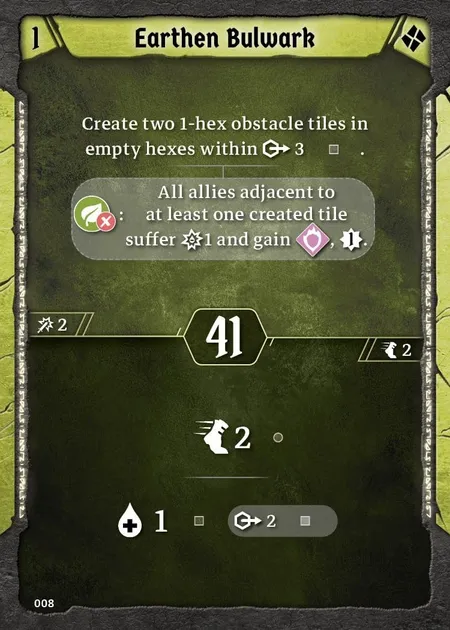 1
Earthen Bulwark
Create two 1-hex obstacle tiles in
empty hexes within 3 .
: All allies adjacent to
at least one created tile
suffer 1 and gain , 1.
2
41
2
2
1 2
008